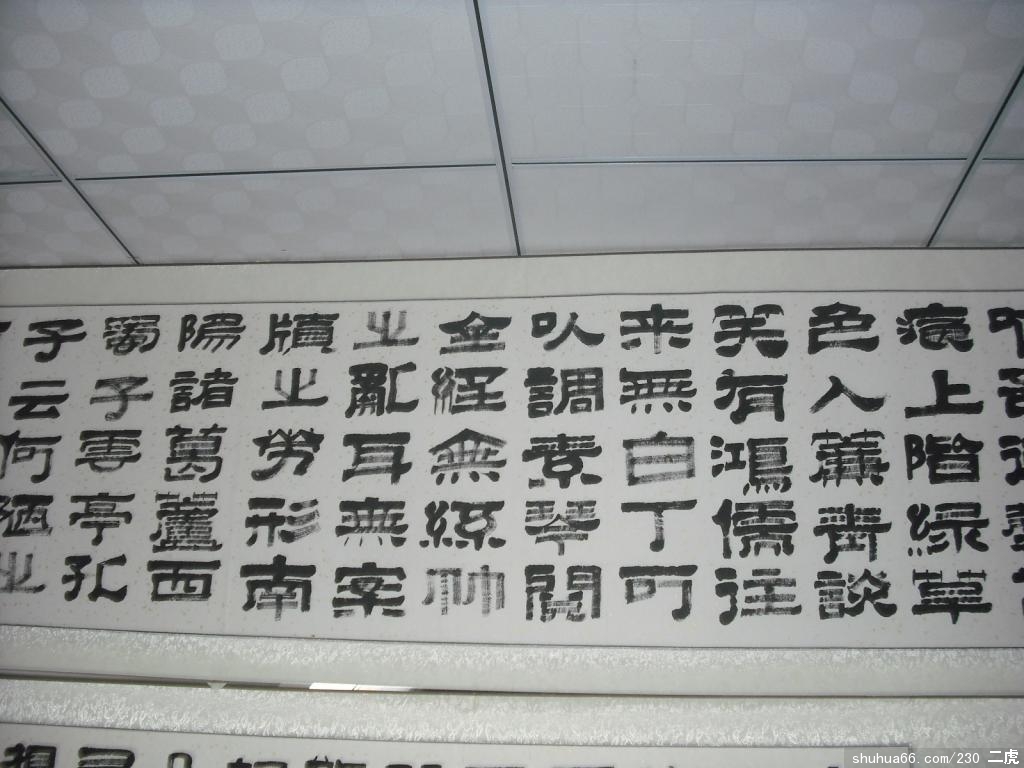 痕上階緑草
色入簾青談
笑有鴻儒往
来無白丁可
以調素琴閲
金經無絲竹
之亂耳無案
牘之勞形南
陽諸葛廬西
蜀子雲亭孔
子云何陋之
shuhua66.com/230 二虎